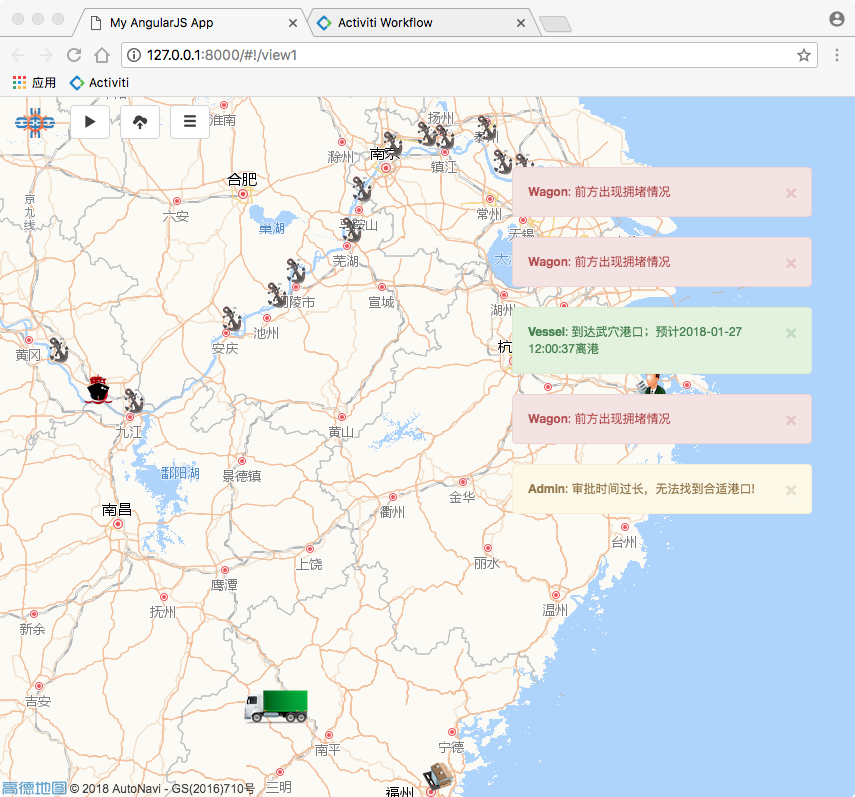 My AngularJS App
Activiti Workflow
127.0.0.1:8000/#!/view1
应用
Activiti
淮南
扬州
滁州
南京
镇江
合肥
京九线
六安
常州
巢湖
马鞍山
无锡
芜湖
铜陵市
宣城
湖州
池州
安庆
黄冈
九江
黄山
鄱阳湖
景德镇
金华
南昌
衢州
台州
上饶
丽水
鹰潭
抚州
温州
新余
吉安
南平
宁德
三明
福州
Wagon: 前方出现拥堵情况
Wagon: 前方出现拥堵情况
Vessel: 到达武穴港口；预计2018-01-27
12:00:37离港
Wagon: 前方出现拥堵情况
Admin: 审批时间过长，无法找到合适港口!
高德地图 © 2018 AutoNavi - GS(2016)710号